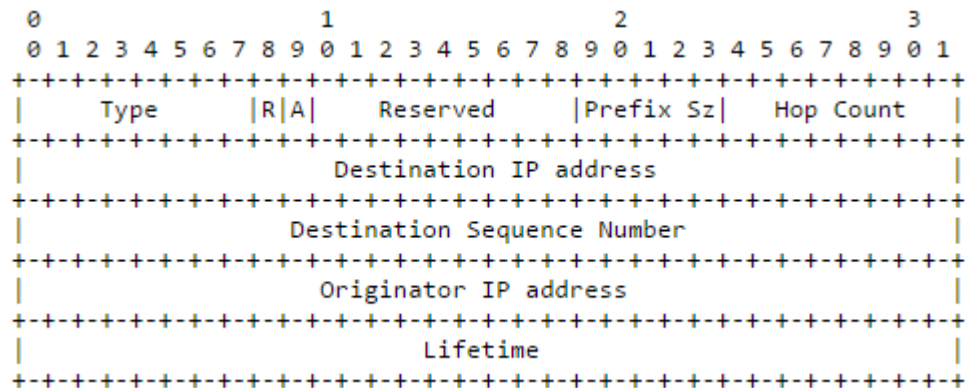 0                   1                   2                   3
0 1 2 3 4 5 6 7 8 9 0 1 2 3 4 5 6 7 8 9 0 1 2 3 4 5 6 7 8 9 0 1
+-+-+-+-+-+-+-+-+-+-+-+-+-+-+-+-+-+-+-+-+-+-+-+-+-+-+-+-+-+-+-+-+
|     Type      |R|A|    Reserved     |Prefix Sz|   Hop Count   |
+-+-+-+-+-+-+-+-+-+-+-+-+-+-+-+-+-+-+-+-+-+-+-+-+-+-+-+-+-+-+-+-+
|                     Destination IP address                    |
+-+-+-+-+-+-+-+-+-+-+-+-+-+-+-+-+-+-+-+-+-+-+-+-+-+-+-+-+-+-+-+-+
|                  Destination Sequence Number                  |
+-+-+-+-+-+-+-+-+-+-+-+-+-+-+-+-+-+-+-+-+-+-+-+-+-+-+-+-+-+-+-+-+
|                    Originator IP address                      |
+-+-+-+-+-+-+-+-+-+-+-+-+-+-+-+-+-+-+-+-+-+-+-+-+-+-+-+-+-+-+-+-+
|                           Lifetime                            |
+-+-+-+-+-+-+-+-+-+-+-+-+-+-+-+-+-+-+-+-+-+-+-+-+-+-+-+-+-+-+-+-+